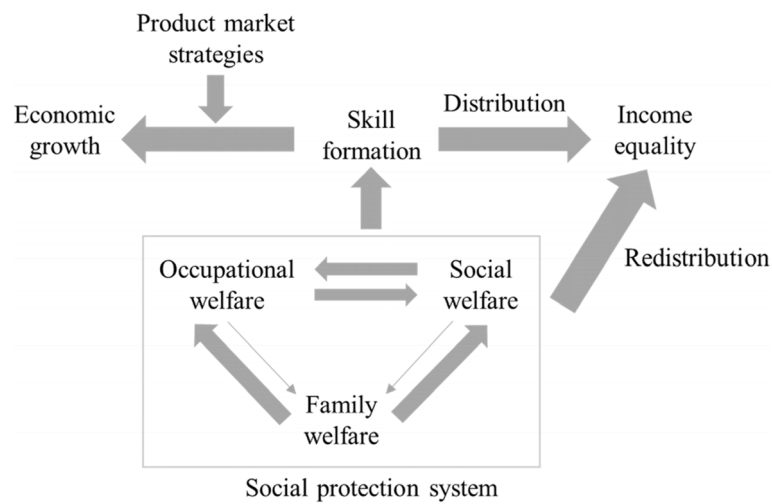 Product market
strategies
Economic
growth
Skill
formation
Distribution
Income
equality
Redistribution
Occupational
welfare
Social
welfare
Family
welfare
Social protection system